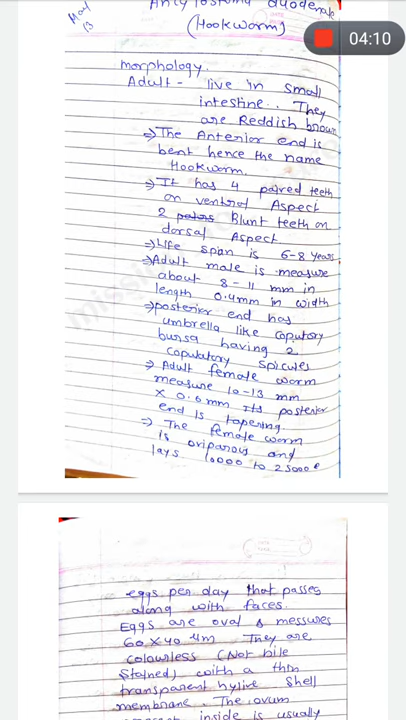 04:10
Ancylostoma duodenale
(Hookworm)
morphology.
Adult - live in small
intestine.. They
are Reddish brown
⇒ The Anterior end is
bent hence the name
Hookworm.
⇒ It has 4 paired teeth
on ventral Aspect
2 Blunt teeth on
dorsal Aspect
⇒ Life span is 6-8 years
⇒ Adult male is measure
about 8-11 mm in
length 0.4mm in width
⇒ posterior end has
umbrella like coputory
bursa having 2
copulatory spicules
⇒ Adult female worm
measure 10-13 mm
× 0.6mm its posterior
end is tapering.
⇒ The female worm
is oviparous and
lays 10000 to 25000
eggs per day that passes
along with faces.
Eggs are oval & messures
60×40 um They are
colourless (Not bile
stained) with a thin
transparent hyline shell
membrane. The ovum
inside is usually